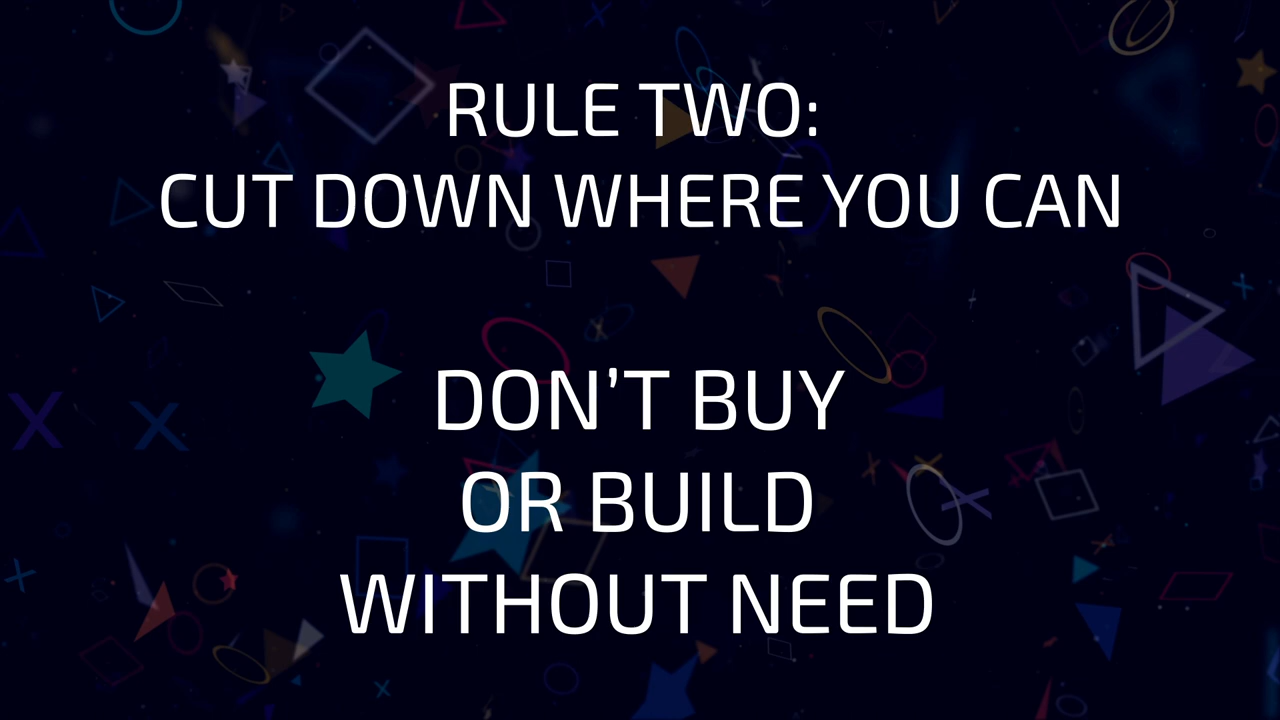 RULE TWO:
CUT DOWN WHERE YOU CAN
DON’T BUY
OR BUILD
WITHOUT NEED